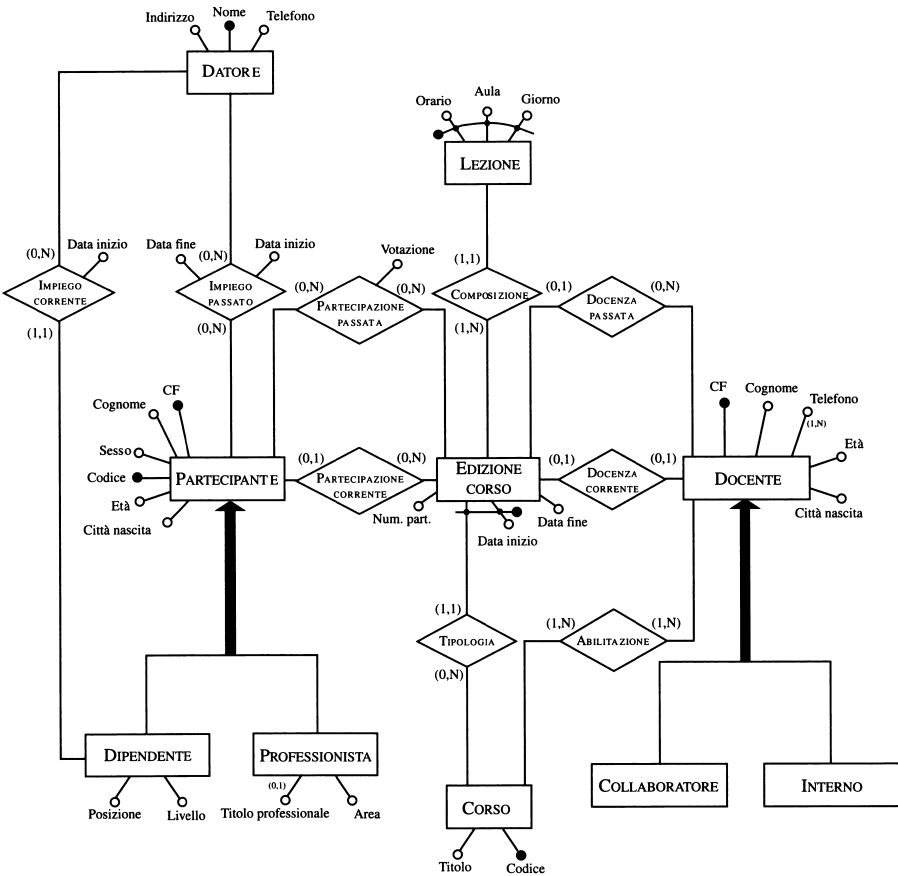 Indirizzo Nome Telefono
DATORE
Orario Aula Giorno
LEZIONE
(0,N) Data inizio
IMPIEGO
CORRENTE
(1,1)
Data fine (0,N) Data inizio
IMPIEGO
PASSATO
(0,N)
Votazione
(0,N) (0,N)
PARTECIPAZIONE
PASSATA
(1,1)
COMPOSIZIONE
(1,N)
(0,1) (0,N)
DOCENZA
PASSATA
CF
Cognome
Sesso
Codice
Età
Città nascita
PARTECIPANTE
(0,1) (0,N)
PARTECIPAZIONE
CORRENTE
EDIZIONE
CORSO
Num. part.
Data inizio
Data fine
(0,1) (0,1)
DOCENZA
CORRENTE
CF Cognome
Telefono
(1,N)
Età
DOCENTE
Città nascita
(1,1)
TIPOLOGIA
(0,N)
(1,N) (1,N)
ABILITAZIONE
DIPENDENTE
Posizione Livello
PROFESSIONISTA
(0,1)
Titolo professionale Area
CORSO
Titolo Codice
COLLABORATORE
INTERNO